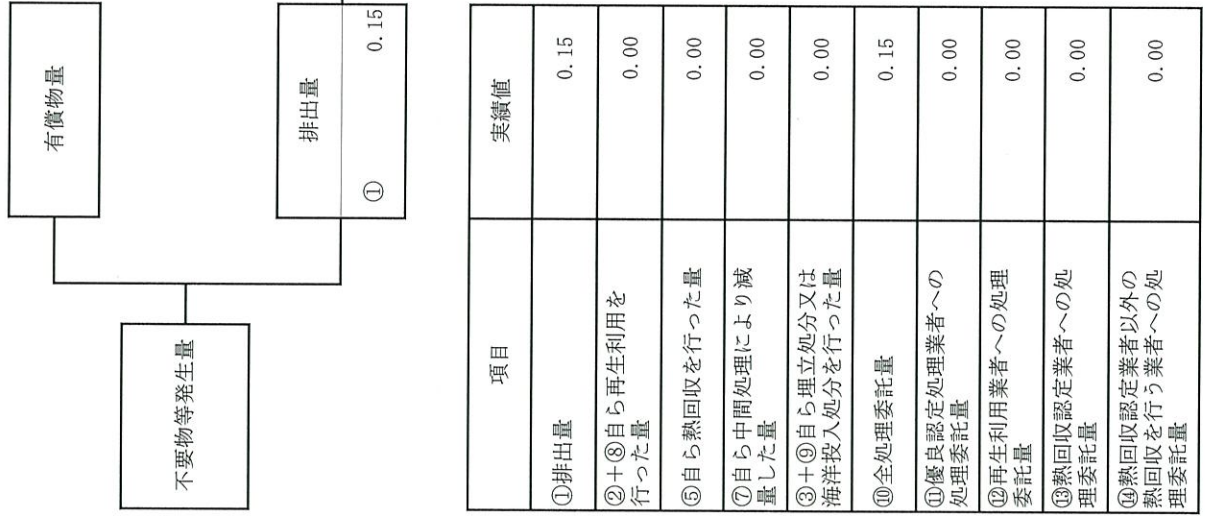 有償物量
不要物等発生量
排出量
① 0.15
項目 実績値
①排出量 0.15
②+⑧自ら再生利用を
行った量 0.00
⑤自ら熱回収を行った量 0.00
⑦自ら中間処理により減
量した量 0.00
③+⑨自ら埋立処分又は
海洋投入処分を行った量 0.00
⑩全処理委託量 0.15
⑪優良認定処理業者への
処理委託量 0.00
⑫再生利用業者への処理
委託量 0.00
⑬熱回収認定業者への処
理委託量 0.00
⑭熱回収認定業者以外の
熱回収を行う業者への処
理委託量 0.00